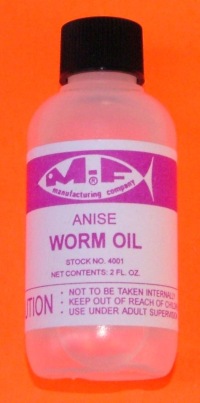 M-F
manufacturing company
ANISE
WORM OIL
STOCK NO. 4001
NET CONTENTS: 2 FL. OZ.
• NOT TO BE TAKEN INTERNALLY
• KEEP OUT OF REACH OF
• USE UNDER ADULT